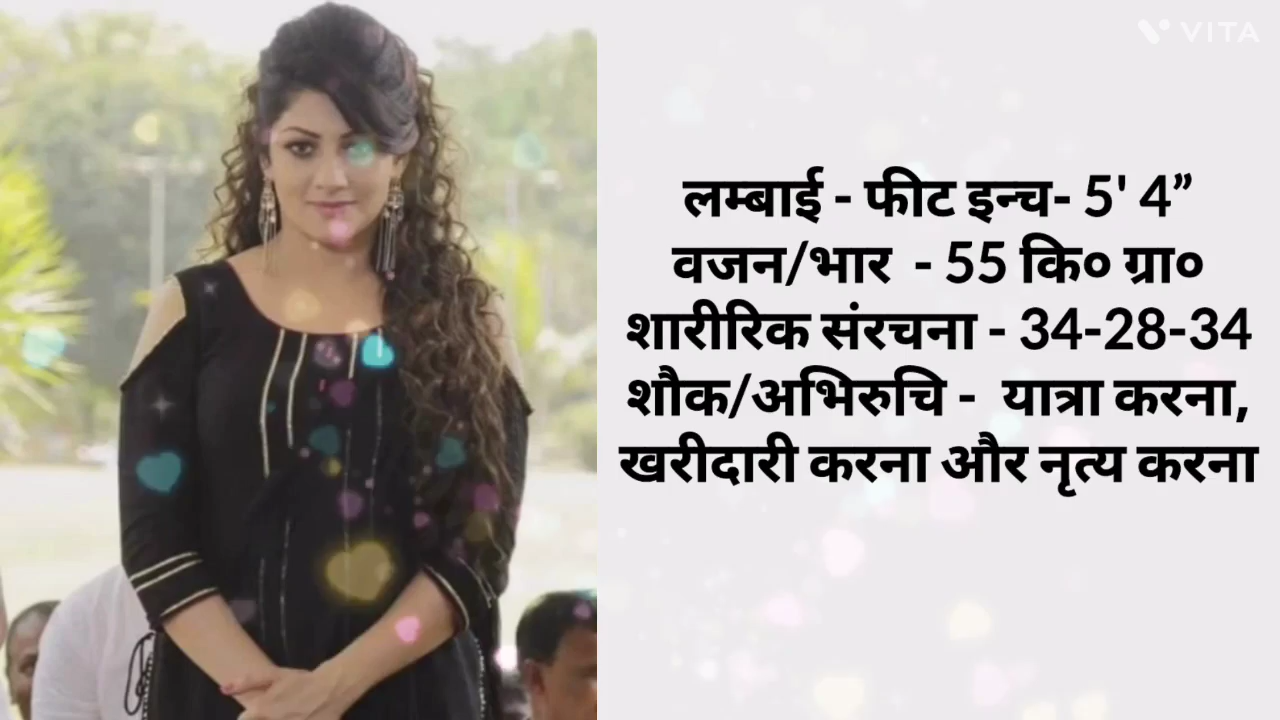 VITA
लम्बाई - फीट इन्च- 5' 4”
वजन/भार - 55 कि० ग्रा०
शारीरिक संरचना - 34-28-34
शौक/अभिरुचि - यात्रा करना,
खरीदारी करना और नृत्य करना